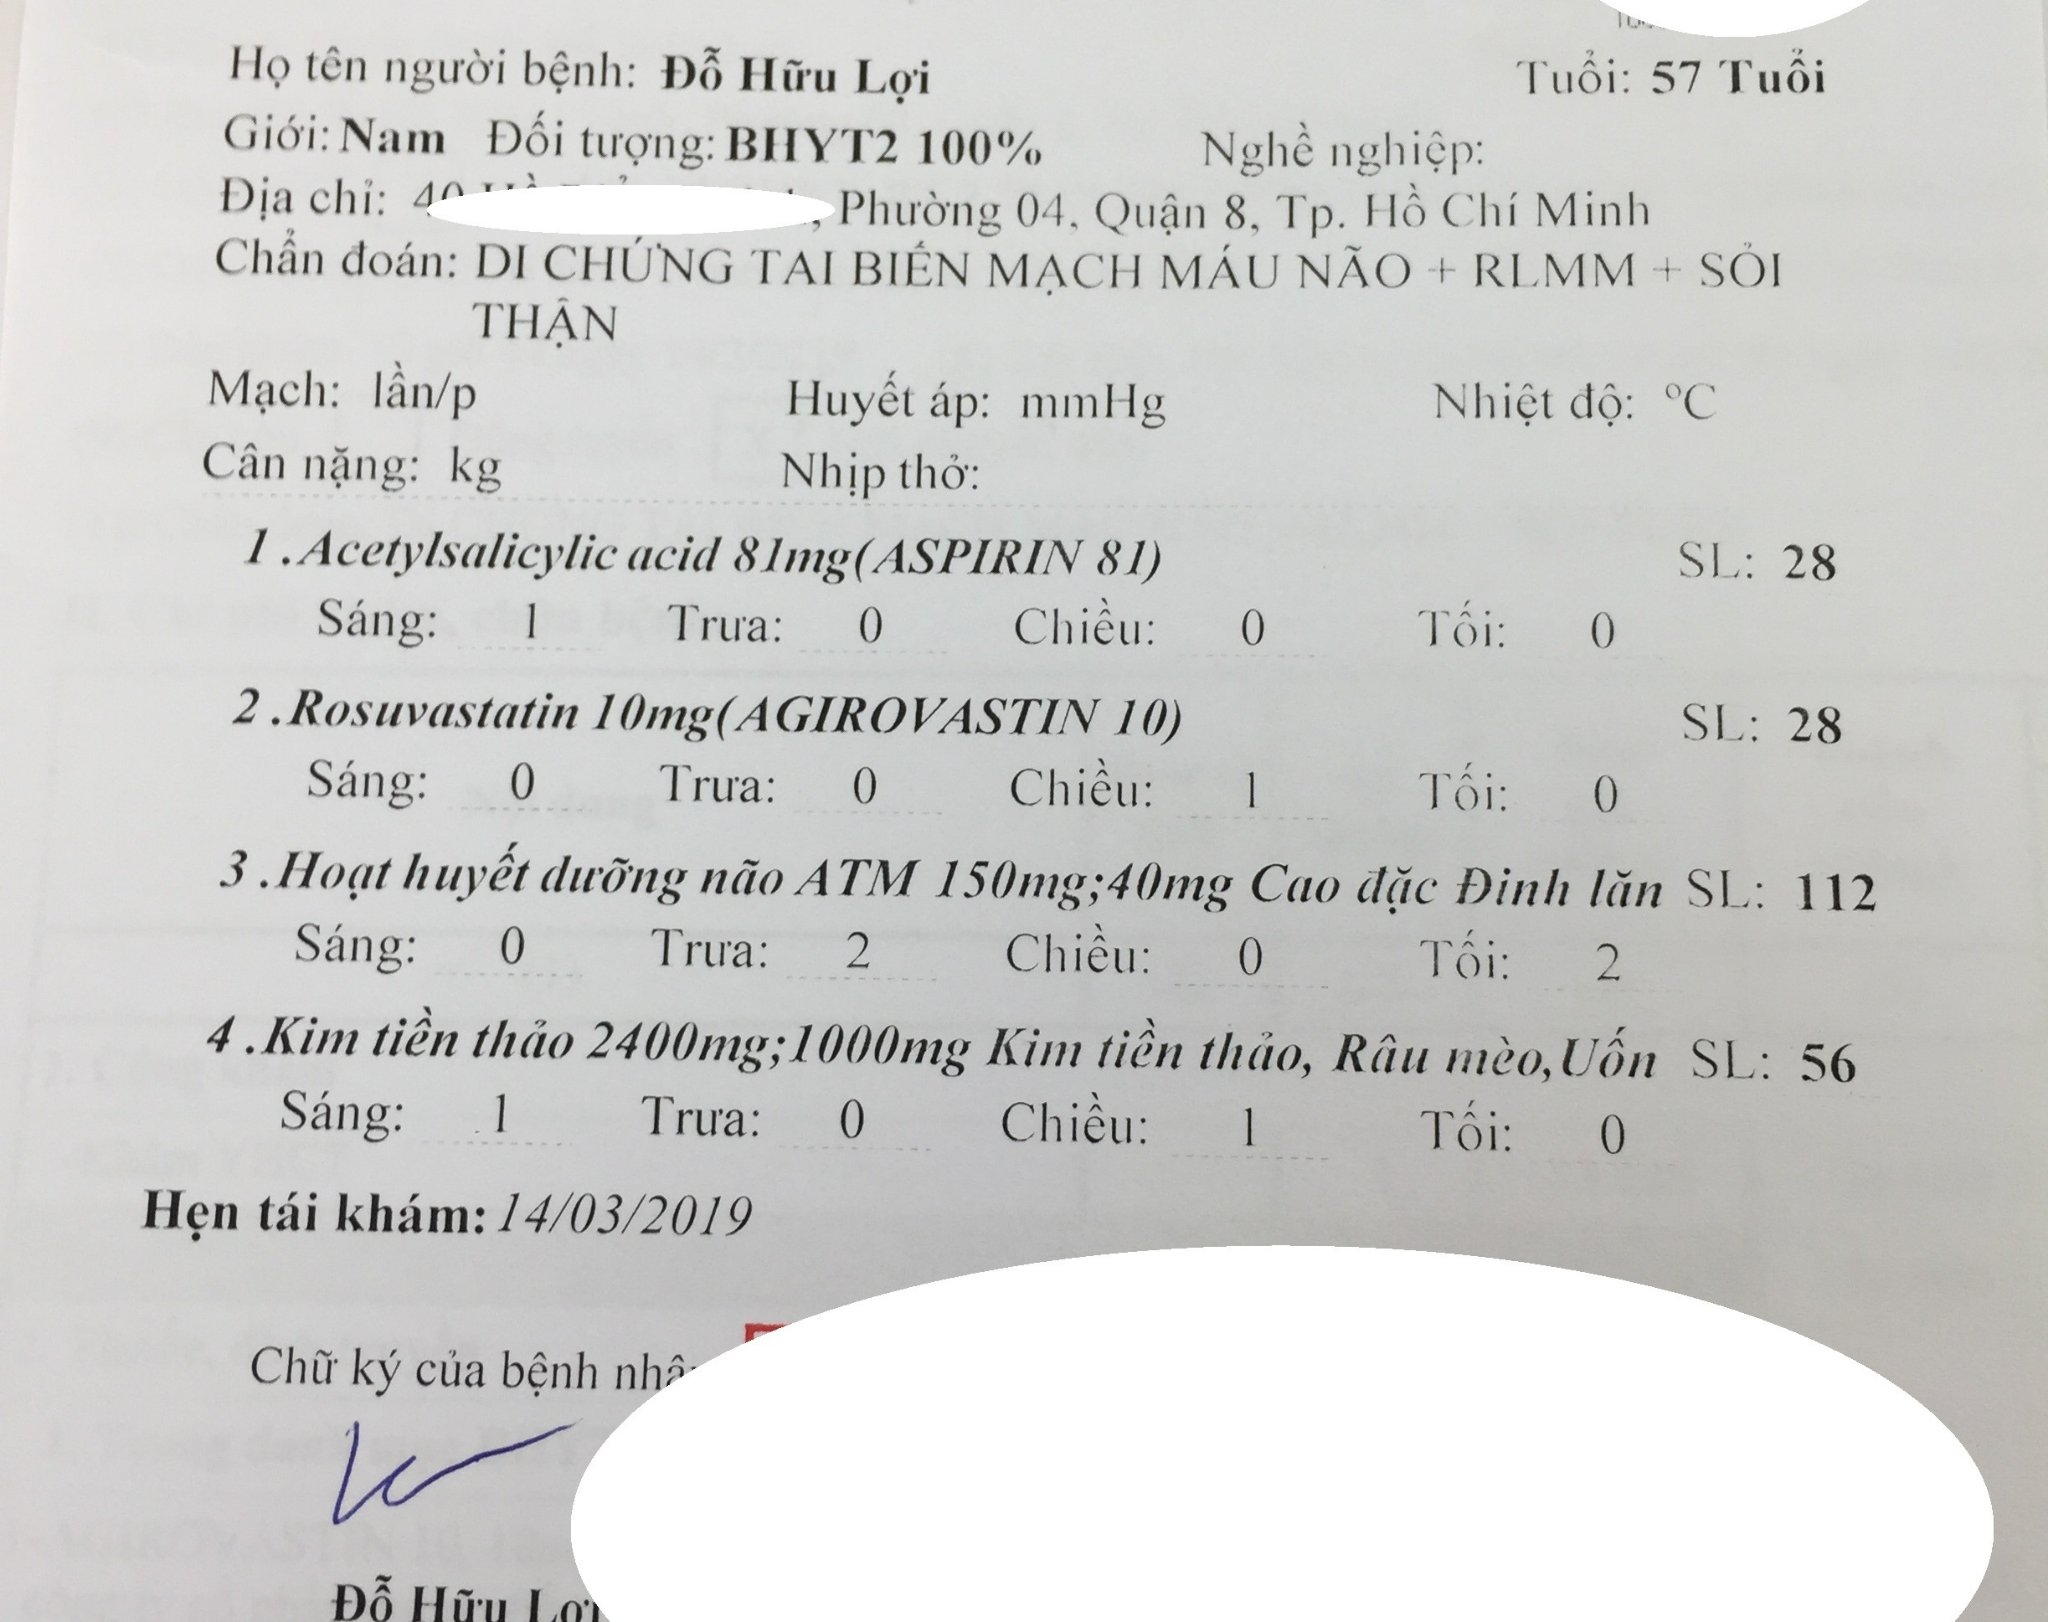 Họ tên người bệnh: Đỗ Hữu Lợi Tuổi: 57 Tuổi
Giới: Nam Đối tượng: BHYT2 100% Nghề nghiệp:
Địa chỉ: 40 , Phường 04, Quận 8, Tp. Hồ Chí Minh
Chẩn đoán: DI CHỨNG TAI BIẾN MẠCH MÁU NÃO + RLMM + SỎI
THẬN
Mạch: lần/p Huyết áp: mmHg Nhiệt độ: °C
Cân nặng: kg Nhịp thở:
1 .Acetylsalicylic acid 81mg(ASPIRIN 81) SL: 28
Sáng: 1 Trưa: 0 Chiều: 0 Tối: 0
2 .Rosuvastatin 10mg(AGIROVASTIN 10) SL: 28
Sáng: 0 Trưa: 0 Chiều: 1 Tối: 0
3 .Hoạt huyết dưỡng não ATM 150mg;40mg Cao đặc Đinh lăn SL: 112
Sáng: 0 Trưa: 2 Chiều: 0 Tối: 2
4 .Kim tiền thảo 2400mg;1000mg Kim tiền thảo, Râu mèo,Uốn SL: 56
Sáng: 1 Trưa: 0 Chiều: 1 Tối: 0
Hẹn tái khám: 14/03/2019
Chữ ký của bệnh
Đỗ Hữu Lợi